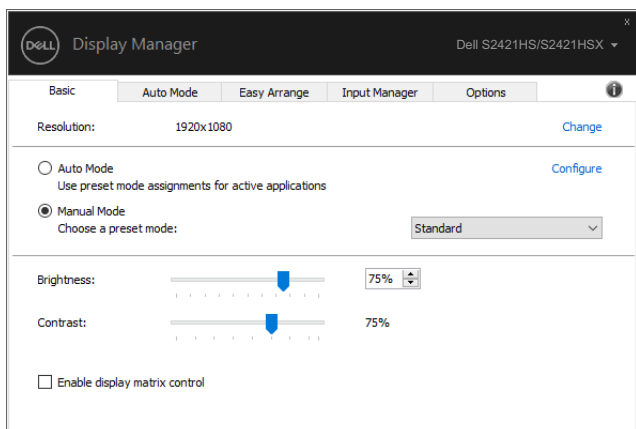 x
DELL Display Manager Dell S2421HS/S2421HSX
Basic Auto Mode Easy Arrange Input Manager Options i
Resolution: 1920x1080 Change
Auto Mode Configure
Use preset mode assignments for active applications
Manual Mode
Choose a preset mode: Standard
Brightness: 75%
Contrast: 75%
Enable display matrix control